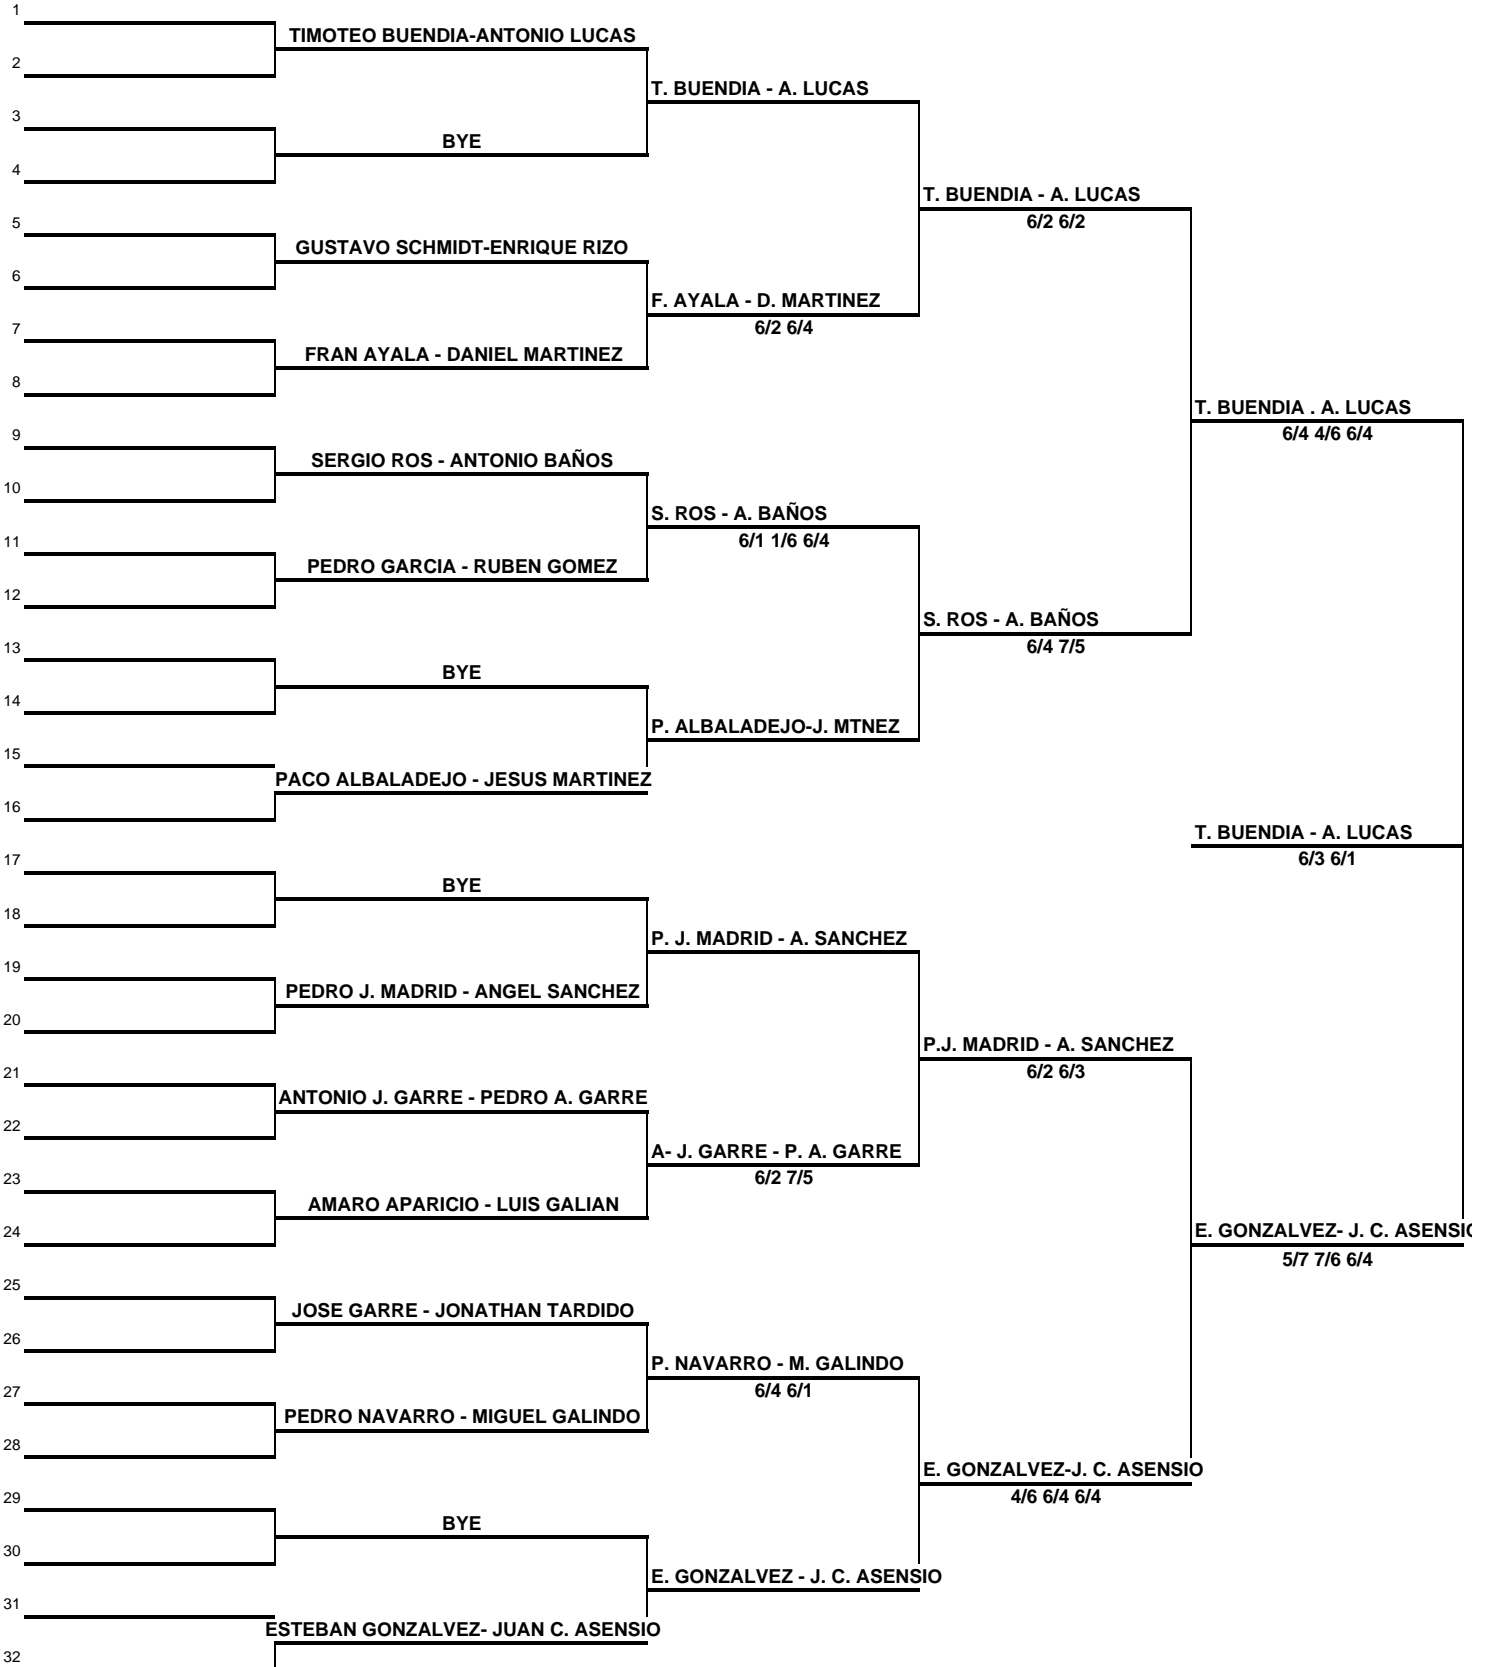 1
TIMOTEO BUENDIA-ANTONIO LUCAS
2
T. BUENDIA - A. LUCAS
3
BYE
4
T. BUENDIA - A. LUCAS
6/2 6/2
5
GUSTAVO SCHMIDT-ENRIQUE RIZO
6
F. AYALA - D. MARTINEZ
6/2 6/4
7
FRAN AYALA - DANIEL MARTINEZ
8
T. BUENDIA . A. LUCAS
6/4 4/6 6/4
9
SERGIO ROS - ANTONIO BAÑOS
10
S. ROS - A. BAÑOS
6/1 1/6 6/4
11
PEDRO GARCIA - RUBEN GOMEZ
12
S. ROS - A. BAÑOS
6/4 7/5
13
BYE
14
P. ALBALADEJO-J. MTNEZ
15
PACO ALBALADEJO - JESUS MARTINEZ
16
T. BUENDIA - A. LUCAS
6/3 6/1
17
BYE
18
P. J. MADRID - A. SANCHEZ
19
PEDRO J. MADRID - ANGEL SANCHEZ
20
P.J. MADRID - A. SANCHEZ
6/2 6/3
21
ANTONIO J. GARRE - PEDRO A. GARRE
22
A- J. GARRE - P. A. GARRE
6/2 7/5
23
AMARO APARICIO - LUIS GALIAN
24
E. GONZALVEZ- J. C. ASENSIO
5/7 7/6 6/4
25
JOSE GARRE - JONATHAN TARDIDO
26
P. NAVARRO - M. GALINDO
6/4 6/1
27
PEDRO NAVARRO - MIGUEL GALINDO
28
E. GONZALVEZ-J. C. ASENSIO
4/6 6/4 6/4
29
BYE
30
E. GONZALVEZ - J. C. ASENSIO
31
ESTEBAN GONZALVEZ- JUAN C. ASENSIO
32